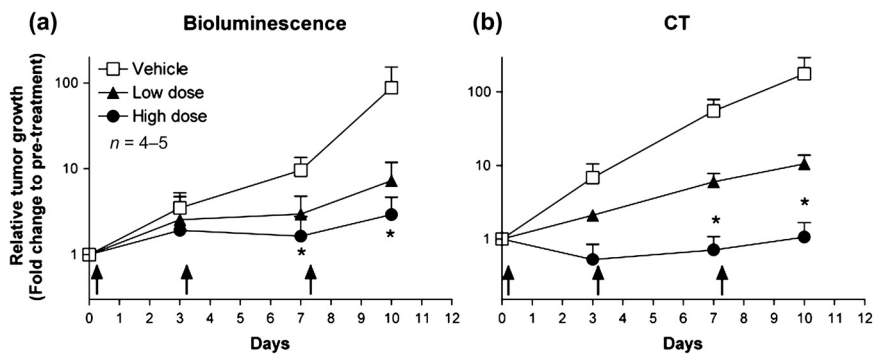 (a) Bioluminescence
Relative tumor growth
(Fold change to pre-treatment)
100
10
1
Vehicle
Low dose
High dose
n = 4–5
*
*
0 1 2 3 4 5 6 7 8 9 10 11 12
Days
(b) CT
100
10
1
*
*
0 1 2 3 4 5 6 7 8 9 10 11 12
Days